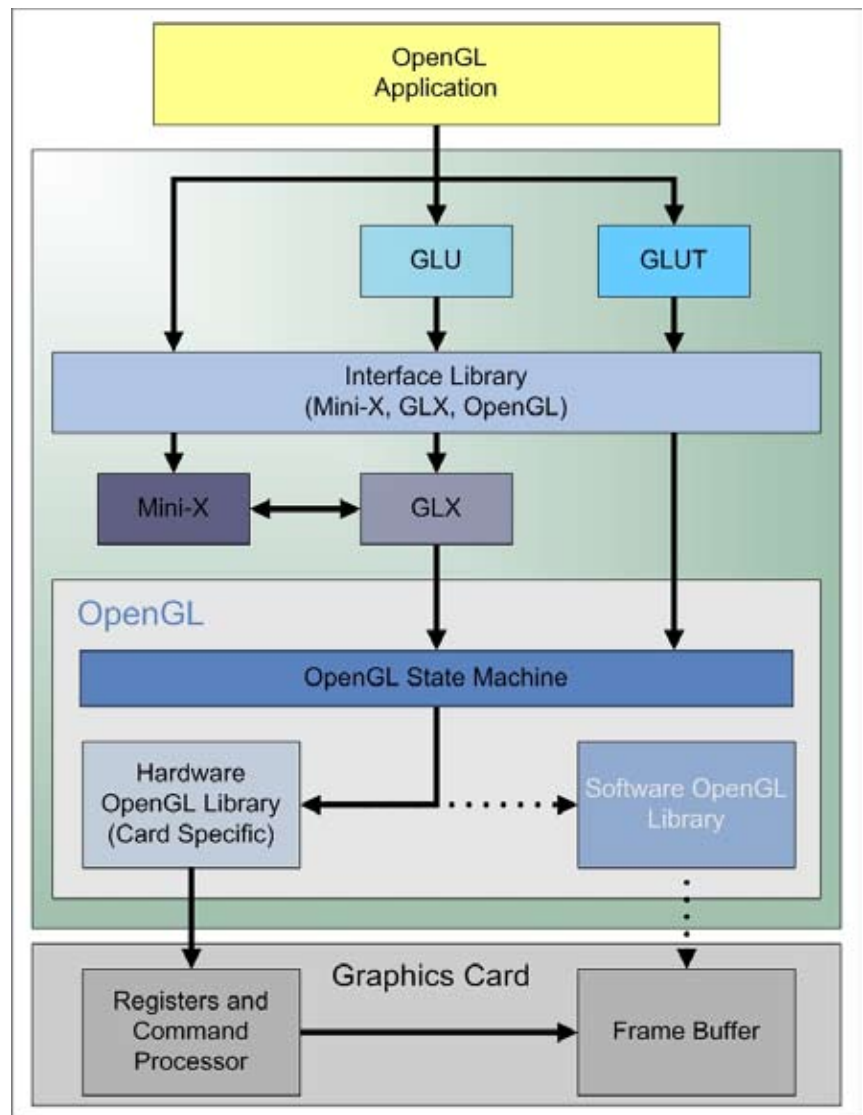 OpenGL
Application
GLU
GLUT
Interface Library
(Mini-X, GLX, OpenGL)
Mini-X
GLX
OpenGL
OpenGL State Machine
Hardware
OpenGL Library
(Card Specific)
Software OpenGL
Library
Graphics Card
Registers and
Command
Processor
Frame Buffer